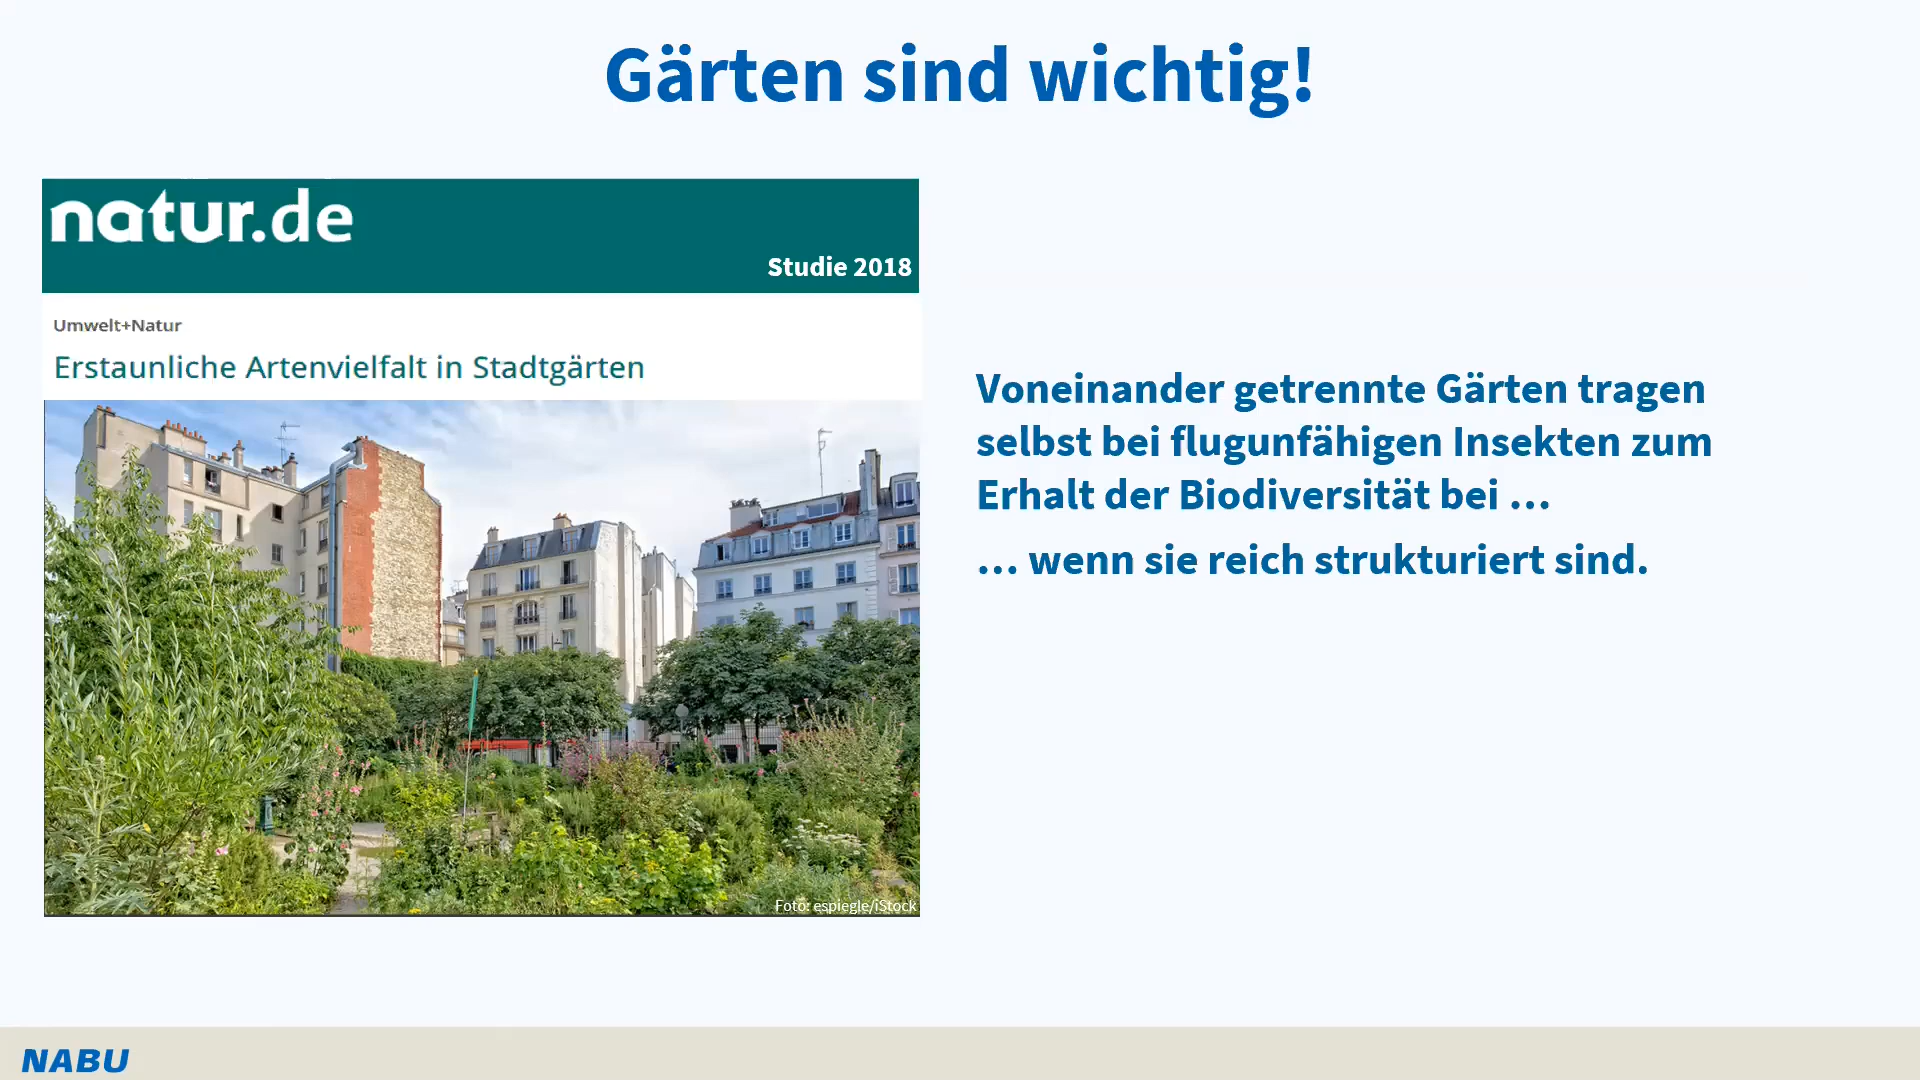 Gärten sind wichtig!
natur.de
Studie 2018
Umwelt+Natur
Erstaunliche Artenvielfalt in Stadtgärten
Voneinander getrennte Gärten tragen
selbst bei flugunfähigen Insekten zum
Erhalt der Biodiversität bei ...
... wenn sie reich strukturiert sind.
Foto: espiegle/iStock
NABU